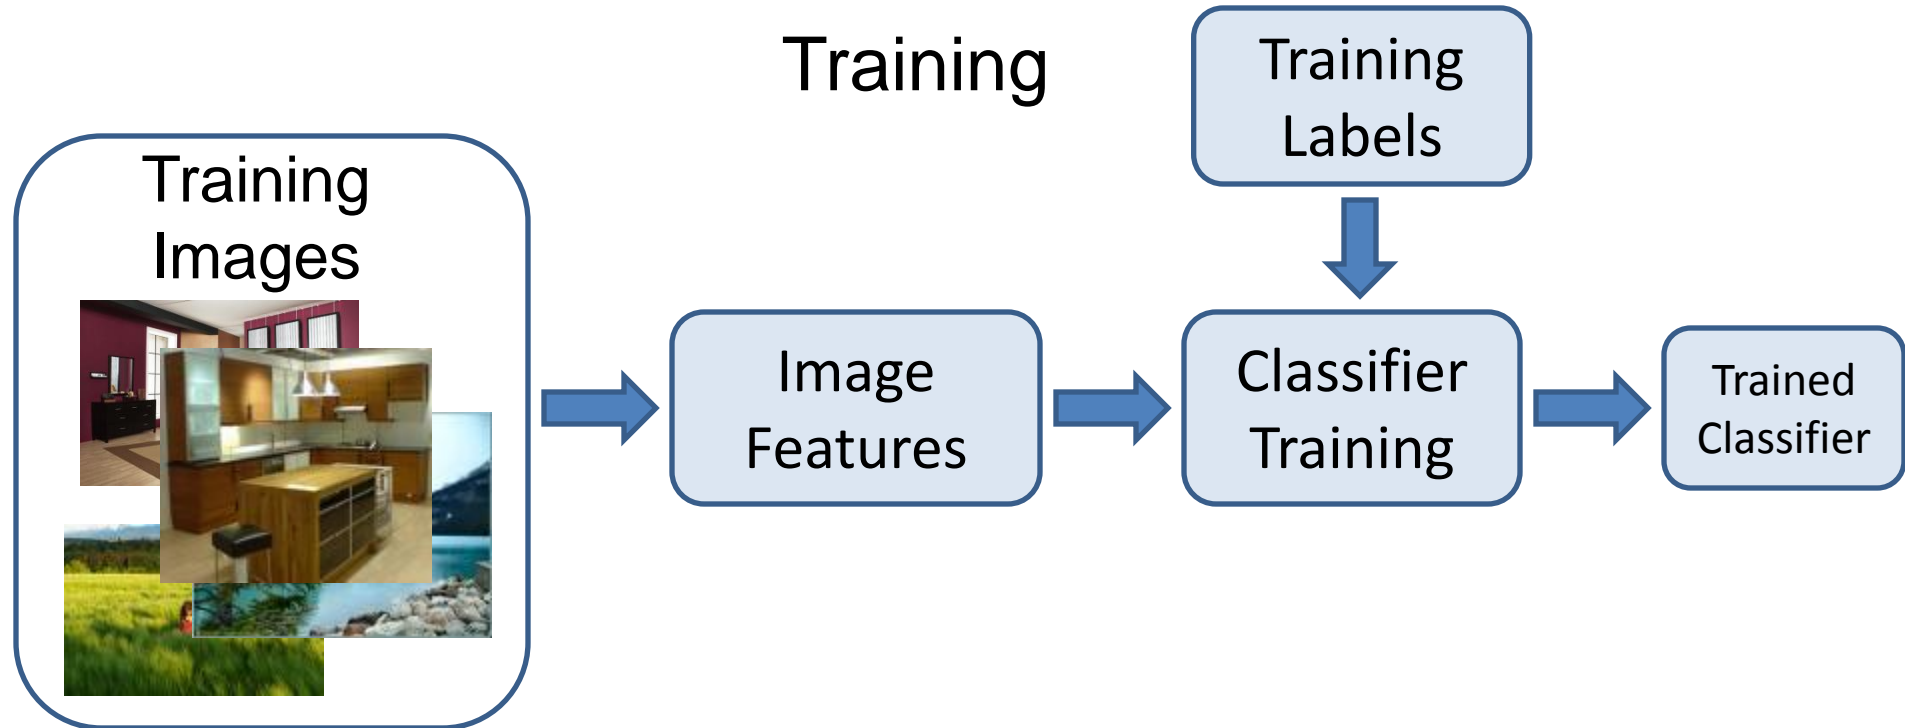 Training
Training
Labels
Training
Images
Image
Features
Classifier
Training
Trained
Classifier